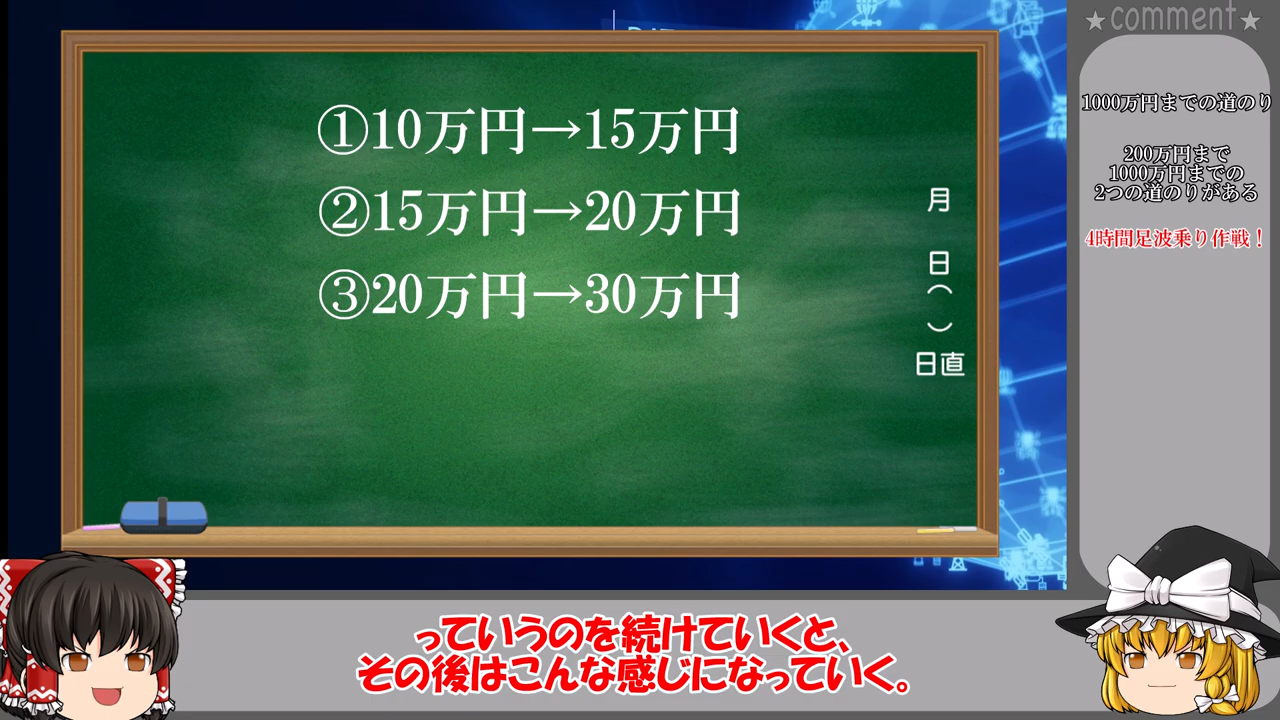 ①10万円→15万円
②15万円→20万円
③20万円→30万円
月
日
（
）
日直
★comment★
1000万円までの道のり
200万円まで
1000万円までの
2つの道のりがある
4時間足波乗り作戦！
っていうのを続けていくと、
その後はこんな感じになっていく。